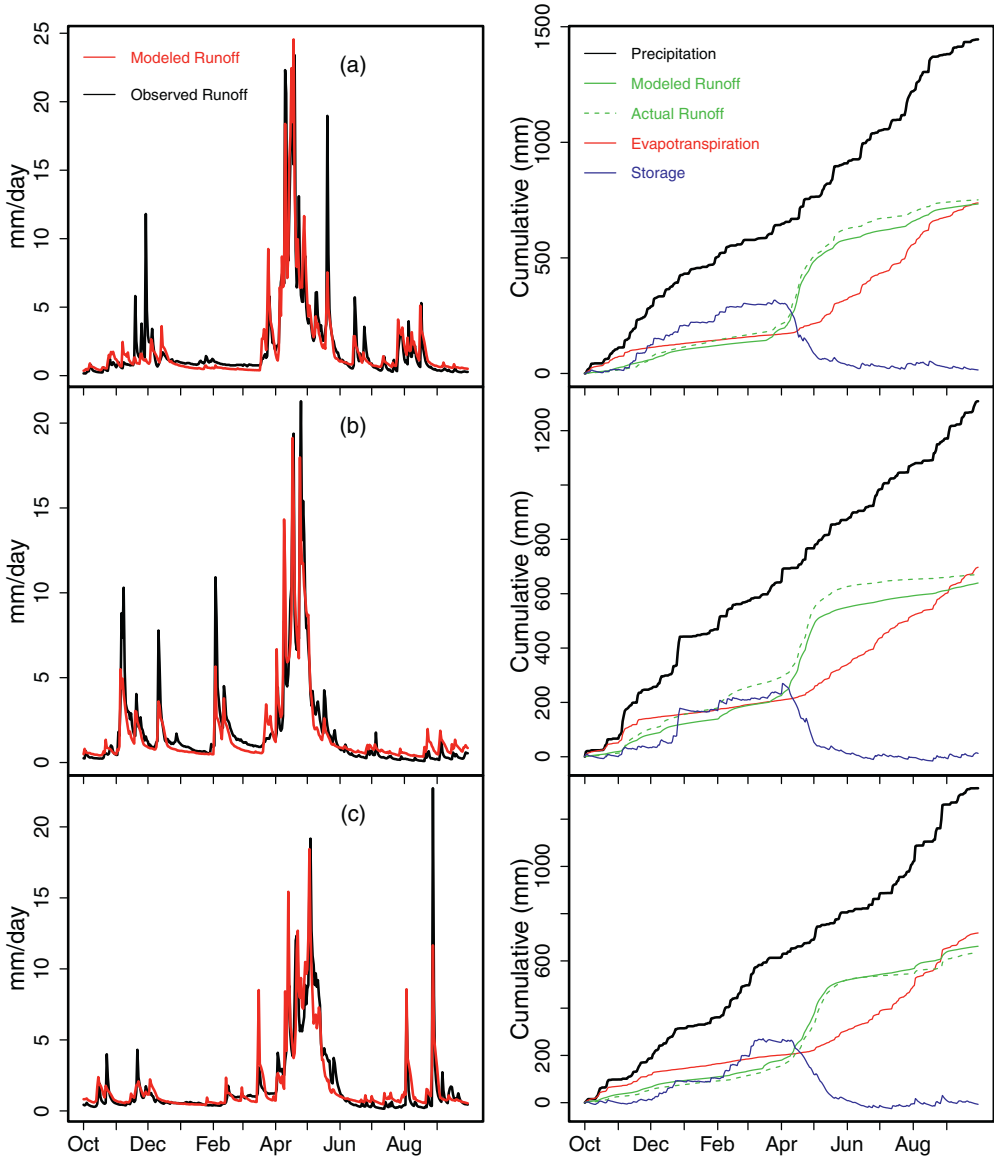 Modeled Runoff
Observed Runoff
(a)
mm/day
0
5
10
15
20
25
Precipitation
Modeled Runoff
Actual Runoff
Evapotranspiration
Storage
Cumulative (mm)
0
500
1000
1500
(b)
mm/day
0
5
10
15
20
Cumulative (mm)
0
200
400
600
800
1200
(c)
mm/day
0
5
10
15
20
Oct Dec Feb Apr Jun Aug
Cumulative (mm)
0
200
600
1000
Oct Dec Feb Apr Jun Aug